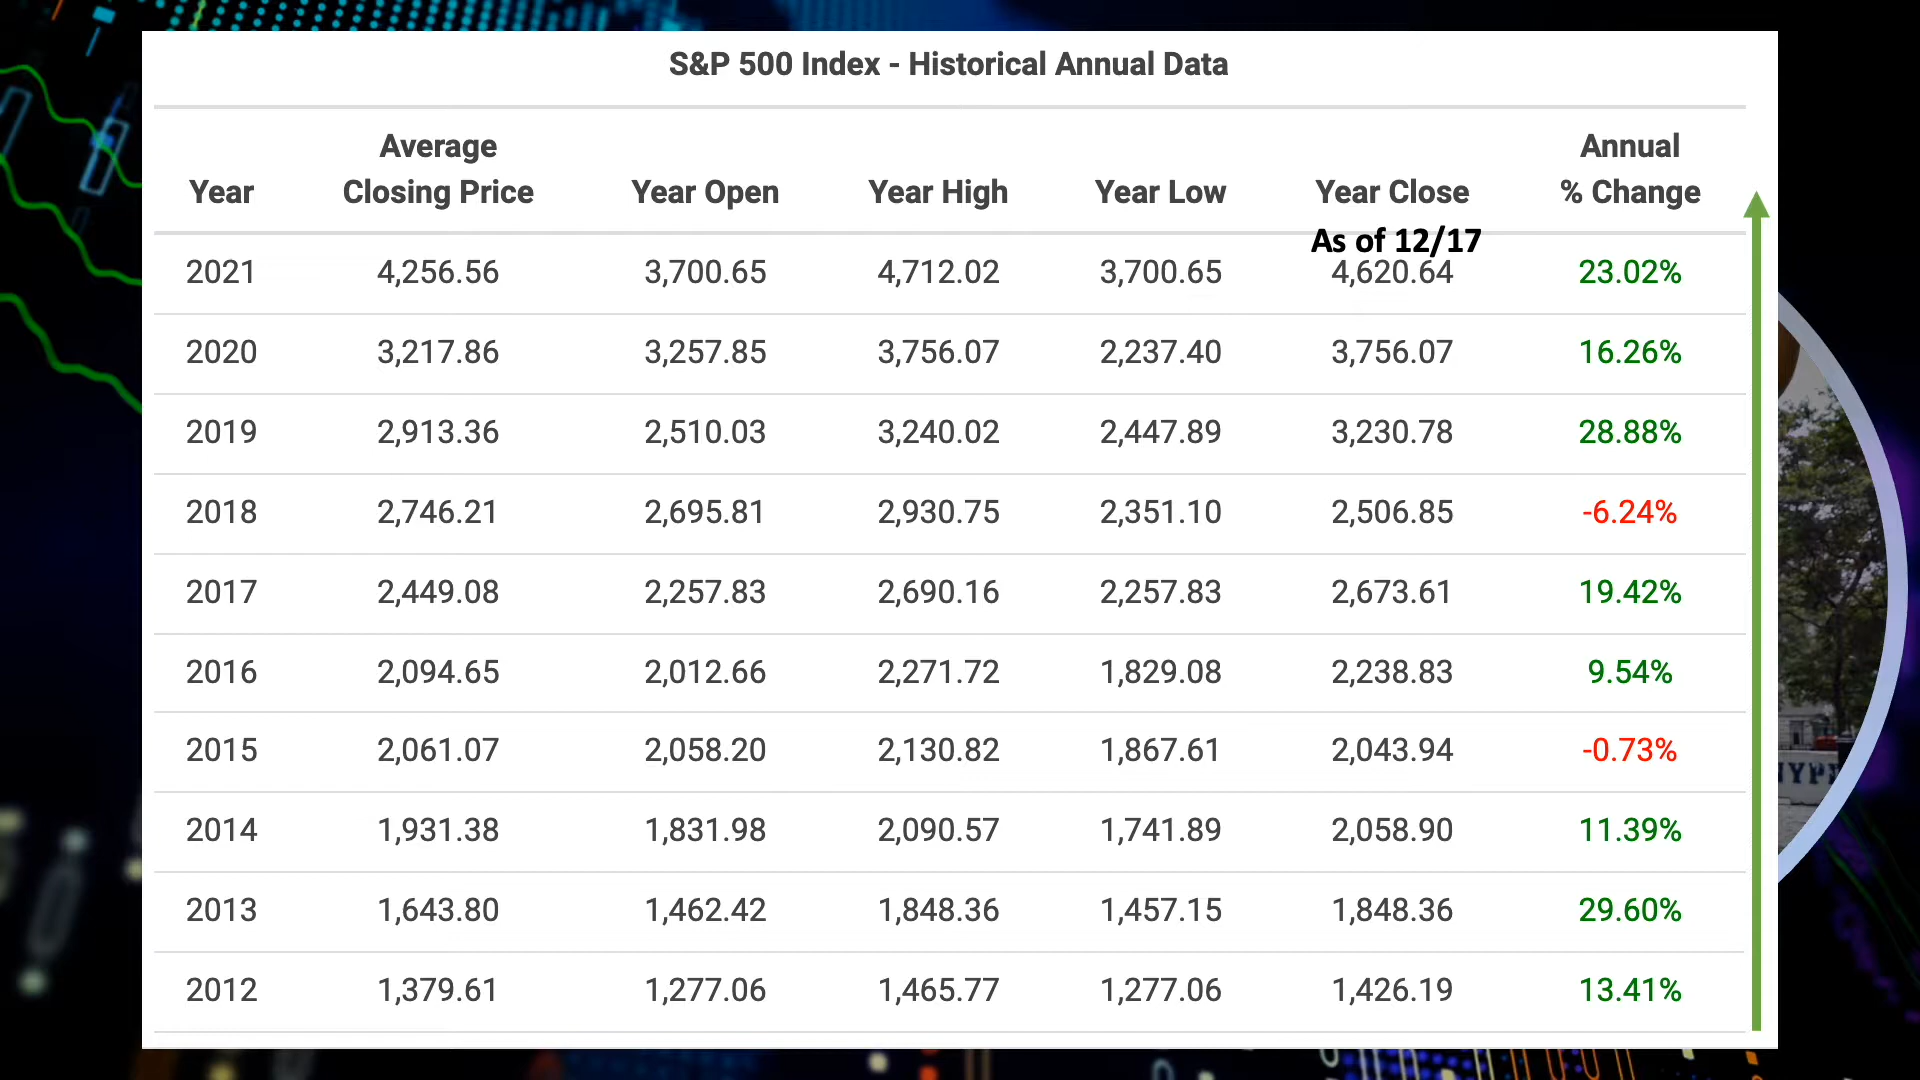 S&P 500 Index - Historical Annual Data
Year Average Closing Price Year Open Year High Year Low Year Close Annual % Change
As of 12/17
2021 4,256.56 3,700.65 4,712.02 3,700.65 4,620.64 23.02%
2020 3,217.86 3,257.85 3,756.07 2,237.40 3,756.07 16.26%
2019 2,913.36 2,510.03 3,240.02 2,447.89 3,230.78 28.88%
2018 2,746.21 2,695.81 2,930.75 2,351.10 2,506.85 -6.24%
2017 2,449.08 2,257.83 2,690.16 2,257.83 2,673.61 19.42%
2016 2,094.65 2,012.66 2,271.72 1,829.08 2,238.83 9.54%
2015 2,061.07 2,058.20 2,130.82 1,867.61 2,043.94 -0.73%
2014 1,931.38 1,831.98 2,090.57 1,741.89 2,058.90 11.39%
2013 1,643.80 1,462.42 1,848.36 1,457.15 1,848.36 29.60%
2012 1,379.61 1,277.06 1,465.77 1,277.06 1,426.19 13.41%